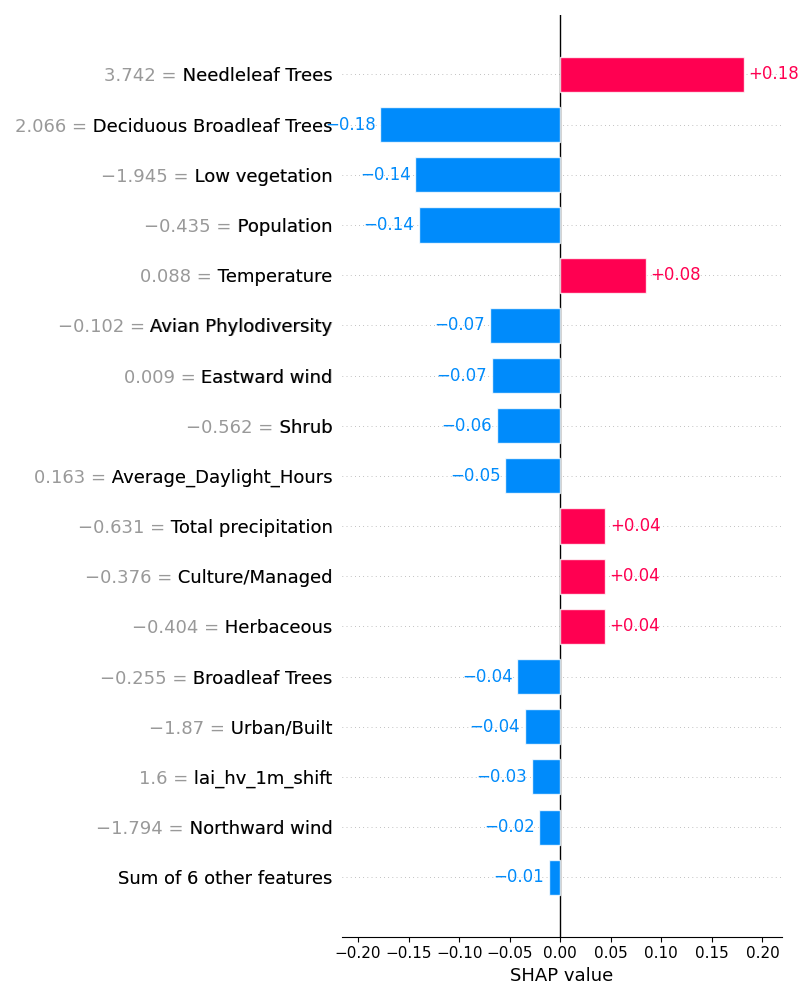 3.742 = Needleleaf Trees +0.18
2.066 = Deciduous Broadleaf Trees −0.18
−1.945 = Low vegetation −0.14
−0.435 = Population −0.14
0.088 = Temperature +0.08
−0.102 = Avian Phylodiversity −0.07
0.009 = Eastward wind −0.07
−0.562 = Shrub −0.06
0.163 = Average_Daylight_Hours −0.05
−0.631 = Total precipitation +0.04
−0.376 = Culture/Managed +0.04
−0.404 = Herbaceous +0.04
−0.255 = Broadleaf Trees −0.04
−1.87 = Urban/Built −0.04
1.6 = lai_hv_1m_shift −0.03
−1.794 = Northward wind −0.02
Sum of 6 other features −0.01
−0.20 −0.15 −0.10 −0.05 0.00 0.05 0.10 0.15 0.20
SHAP value